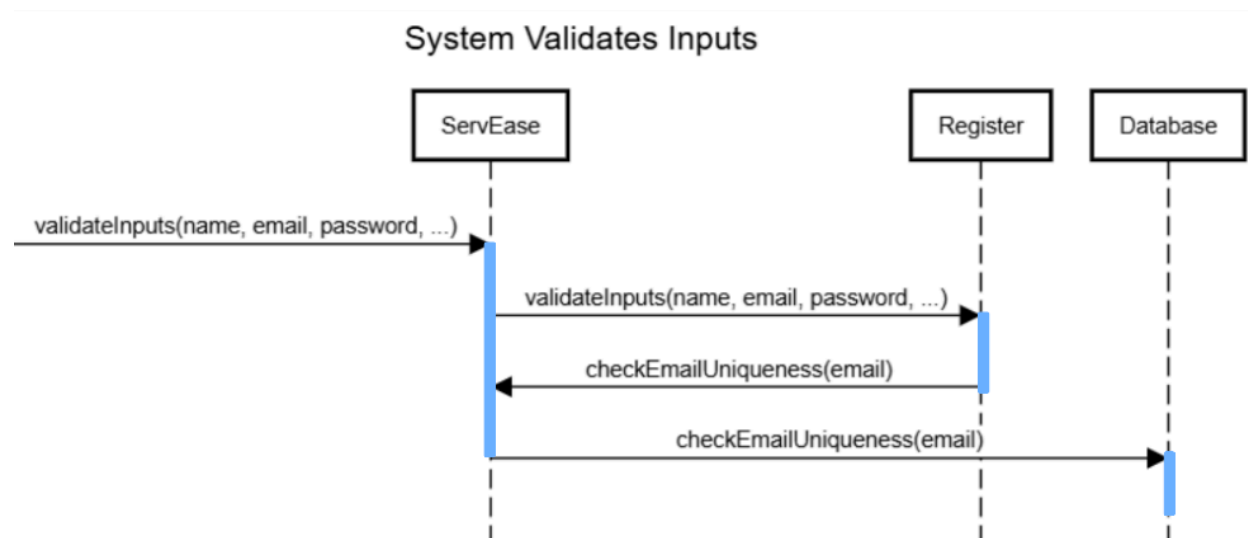 System Validates Inputs
ServEase
Register
Database
validateInputs(name, email, password, ...)
validateInputs(name, email, password, ...)
checkEmailUniqueness(email)
checkEmailUniqueness(email)